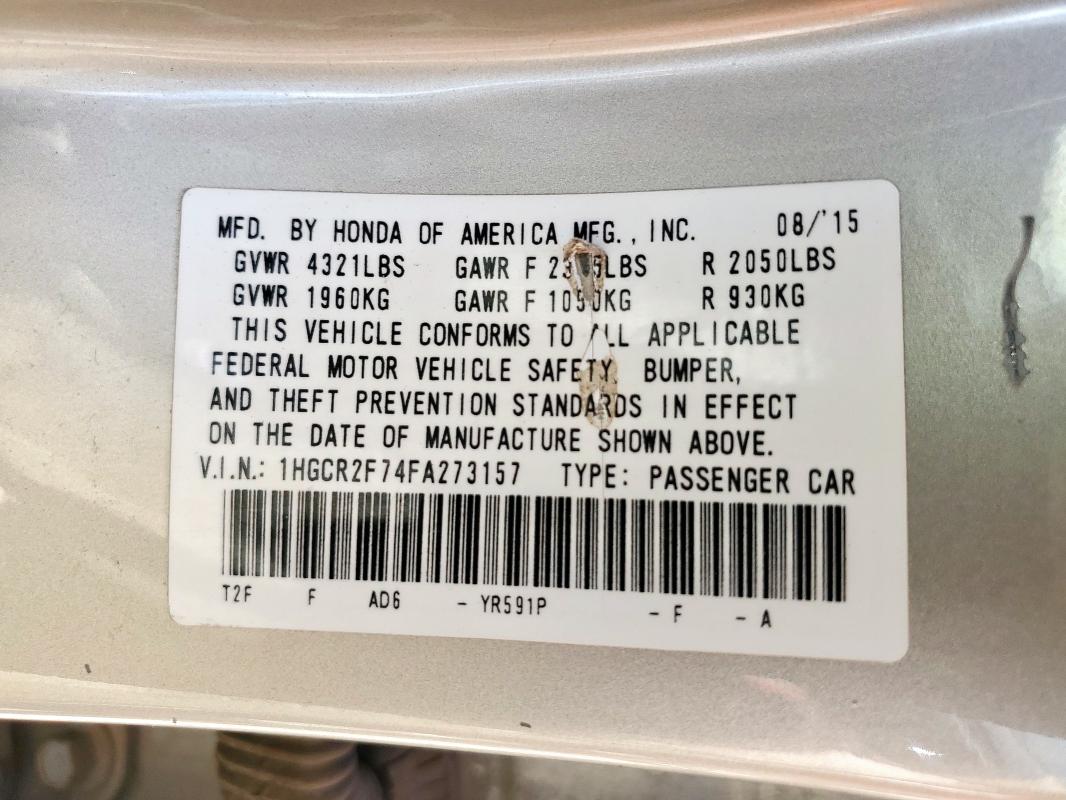 MFD. BY HONDA OF AMERICA MFG., INC. 08/'15
GVWR 4321LBS GAWR F R 2050LBS
GVWR 1960KG GAWR F 1050KG R 930KG
THIS VEHICLE CONFORMS TO ALL APPLICABLE
FEDERAL MOTOR VEHICLE SAFETY, BUMPER,
AND THEFT PREVENTION STANDARDS IN EFFECT
ON THE DATE OF MANUFACTURE SHOWN ABOVE.
V.I.N.: 1HGCR2F74FA273157 TYPE: PASSENGER CAR
T2F F AD6 - YR591P - F - A